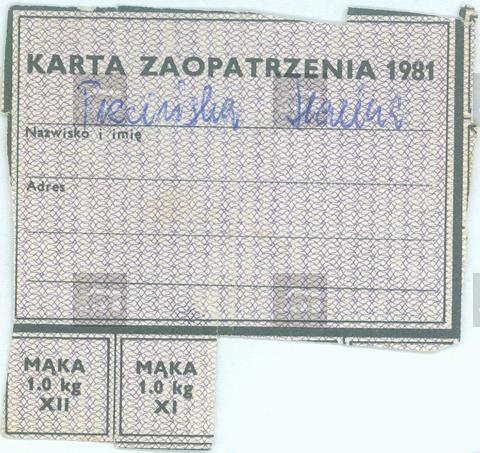 KARTA ZAOPATRZENIA 1981
Nazwisko i imię
Adres
MĄKA
1.0 kg
XII
MĄKA
1.0 kg
XI